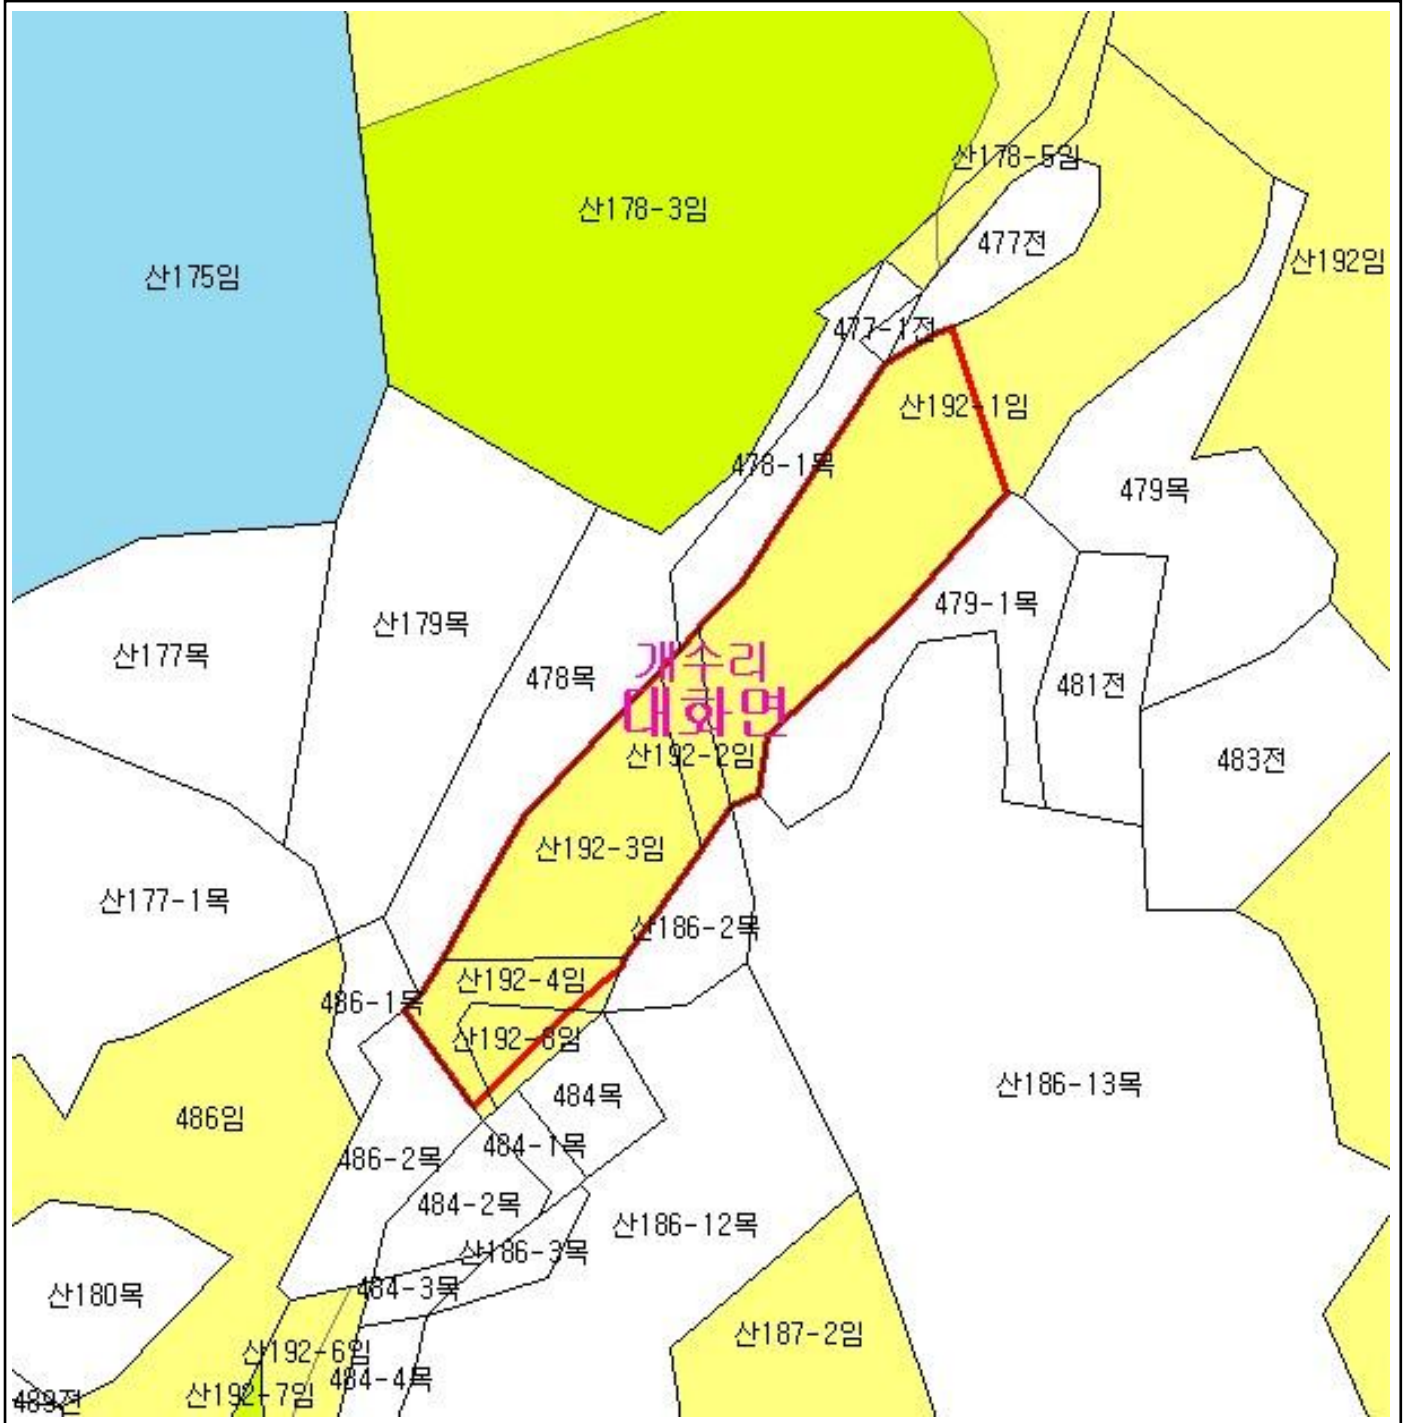 산178-5임
산178-3임
477전
산192임
산175임
477-1전
산192-1임
478-1목
479목
479-1목
산179목
산177목
개수리
478목
481전
대화면
산192-2임
483전
산192-3임
산177-1목
산186-2목
산192-4임
486-1목
산192-8임
산186-13목
484목
486임
484-1목
486-2목
484-2목
산186-12목
산186-3목
484-3목
산180목
산187-2임
산192-6임
484-4목
산192-7임
489전